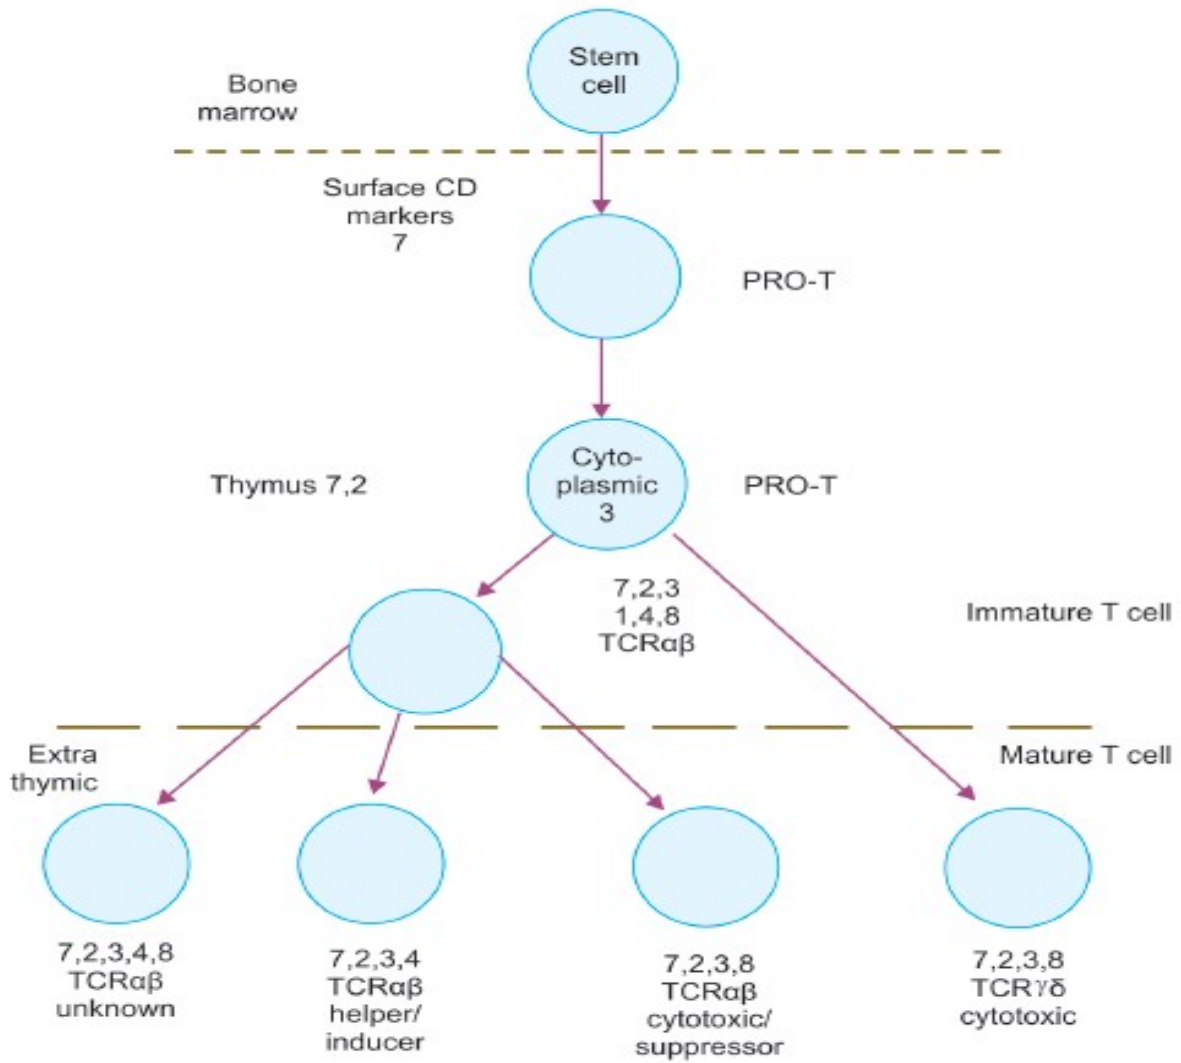 Stem
cell
Bone
marrow
Surface CD
markers
7
PRO-T
Thymus 7,2
Cyto-
plasmic
3
PRO-T
7,2,3
1,4,8
TCRαβ
Immature T cell
Extra
thymic
Mature T cell
7,2,3,4,8
TCRαβ
unknown
7,2,3,4
TCRαβ
helper/
inducer
7,2,3,8
TCRαβ
cytotoxic/
suppressor
7,2,3,8
TCRγδ
cytotoxic